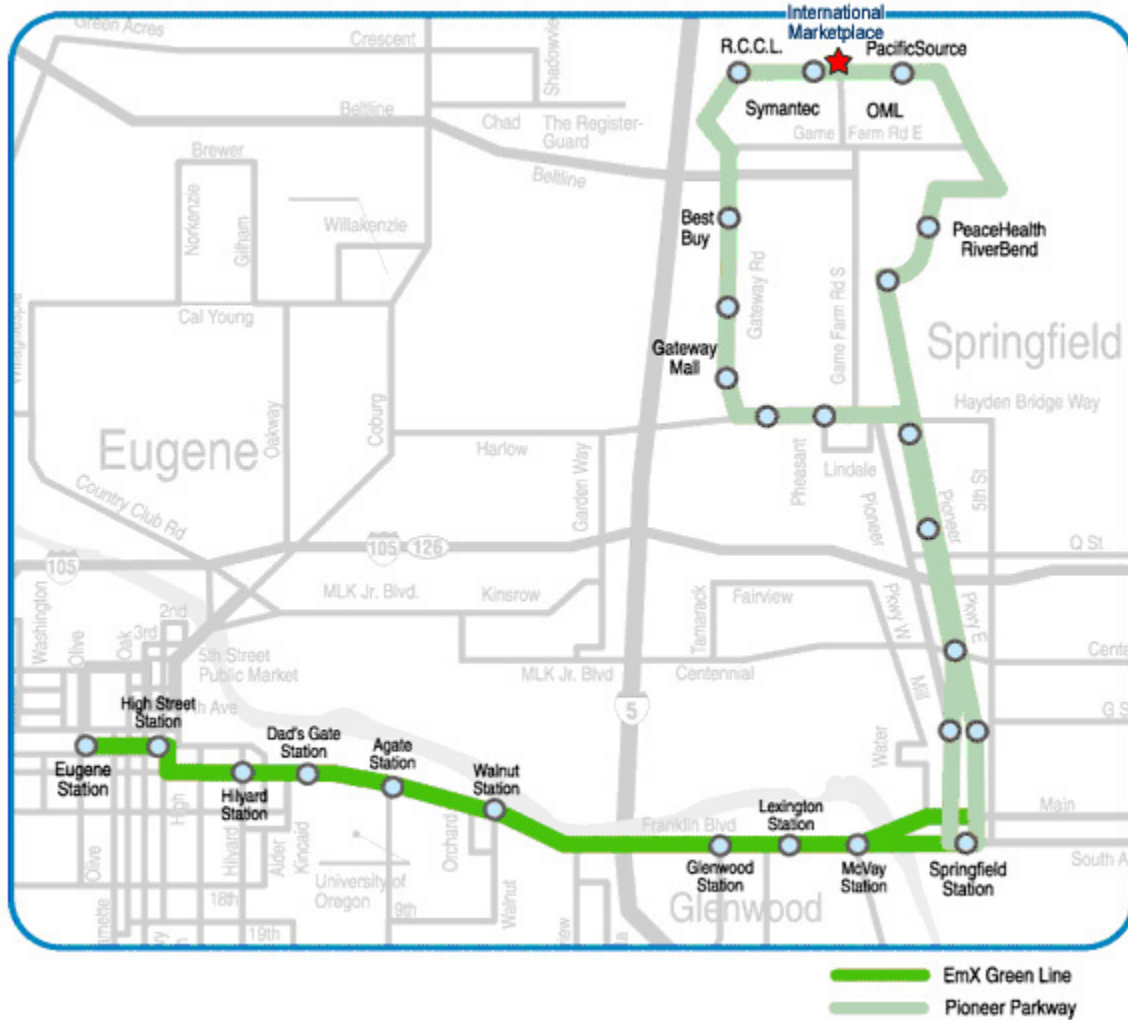 International
Marketplace
R.C.C.L.
PacificSource
Green Acres
Crescent
Symantec
OML
Beltline
Chad
The Register-
Guard
Game Farm Rd E
Brewer
Beltline
Norkenzie
Gilham
Willakenzie
Best
Buy
PeaceHealth
RiverBend
Gateway Rd
Game Farm Rd S
Cal Young
Gateway
Mall
Springfield
Oakway
Coburg
Hayden Bridge Way
Eugene
Harlow
Garden Way
Pheasant
Lindale
Country Club Rd
Pioneer
Pioneer
5th St
105
126
Q St
105
MLK Jr. Blvd.
Kinsrow
Tamarack
Fairview
Pkwy W
Pkwy E
Washington
Olive
Oak
2nd
3rd
5th Street
Public Market
MLK Jr. Blvd
Centennial
Mill
High Street
Station
5
Dad's Gate
Station
Agate
Station
Walnut
Station
Water
Eugene
Station
Hilyard
Station
High
Lexington
Station
Main
Franklin Blvd
Orchard
Olive
Hilyard
Alder
Kincaid
Glenwood
Station
McVay
Station
Springfield
Station
University of
Oregon
18th
19th
Walnut
Glenwood
EmX Green Line
Pioneer Parkway